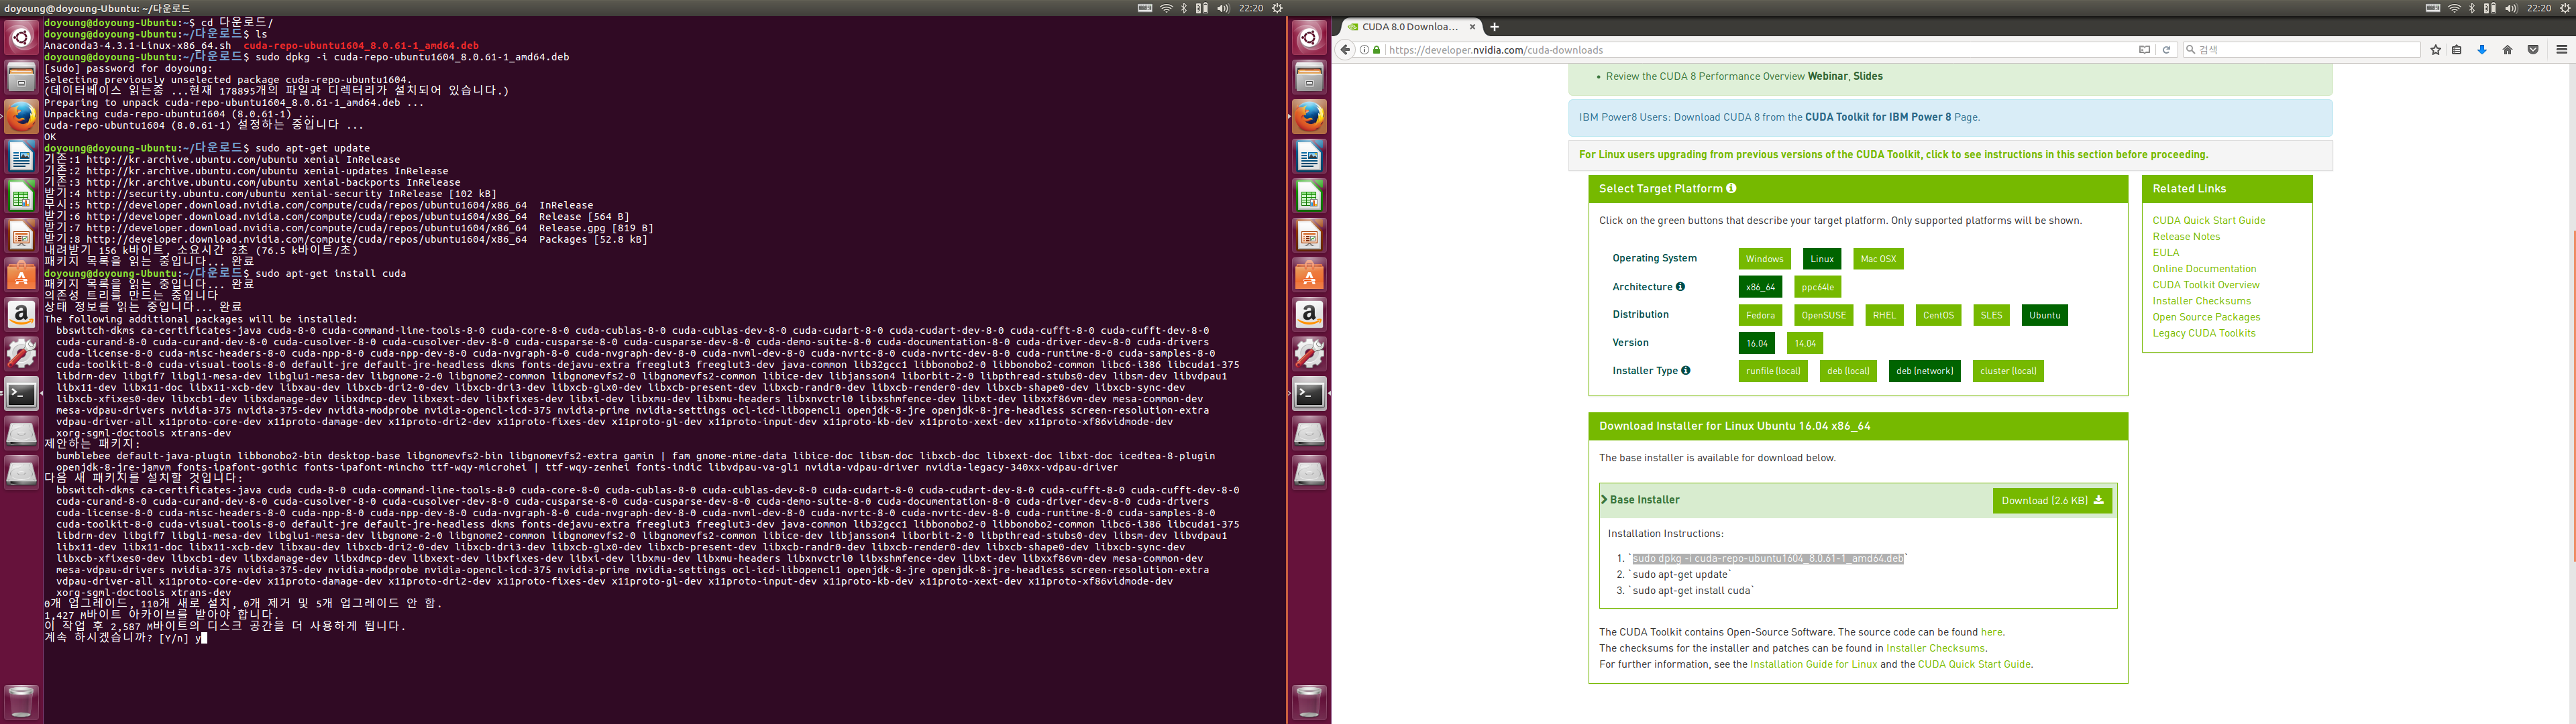 doyoung@doyoung-Ubuntu: ~/다운로드
22:20
doyoung@doyoung-Ubuntu:~$ cd 다운로드/
doyoung@doyoung-Ubuntu:~/다운로드$ ls
Anaconda3-4.3.1-Linux-x86_64.sh  cuda-repo-ubuntu1604_8.0.61-1_amd64.deb
doyoung@doyoung-Ubuntu:~/다운로드$ sudo dpkg -i cuda-repo-ubuntu1604_8.0.61-1_amd64.deb
[sudo] password for doyoung:
Selecting previously unselected package cuda-repo-ubuntu1604.
(데이터베이스 읽는중 ...현재 178895개의 파일과 디렉터리가 설치되어 있습니다.)
Preparing to unpack cuda-repo-ubuntu1604_8.0.61-1_amd64.deb ...
Unpacking cuda-repo-ubuntu1604 (8.0.61-1) ...
cuda-repo-ubuntu1604 (8.0.61-1) 설정하는 중입니다 ...
OK
doyoung@doyoung-Ubuntu:~/다운로드$ sudo apt-get update
기존:1 http://kr.archive.ubuntu.com/ubuntu xenial InRelease
기존:2 http://kr.archive.ubuntu.com/ubuntu xenial-updates InRelease
기존:3 http://kr.archive.ubuntu.com/ubuntu xenial-backports InRelease
받기:4 http://security.ubuntu.com/ubuntu xenial-security InRelease [102 kB]
무시:5 http://developer.download.nvidia.com/compute/cuda/repos/ubuntu1604/x86_64  InRelease
받기:6 http://developer.download.nvidia.com/compute/cuda/repos/ubuntu1604/x86_64  Release [564 B]
받기:7 http://developer.download.nvidia.com/compute/cuda/repos/ubuntu1604/x86_64  Release.gpg [819 B]
받기:8 http://developer.download.nvidia.com/compute/cuda/repos/ubuntu1604/x86_64  Packages [52.8 kB]
내려받기 156 k바이트, 소요시간 2초 (76.5 k바이트/초)
패키지 목록을 읽는 중입니다... 완료
doyoung@doyoung-Ubuntu:~/다운로드$ sudo apt-get install cuda
패키지 목록을 읽는 중입니다... 완료
의존성 트리를 만드는 중입니다
상태 정보를 읽는 중입니다... 완료
The following additional packages will be installed:
bbswitch-dkms ca-certificates-java cuda-8-0 cuda-command-line-tools-8-0 cuda-core-8-0 cuda-cublas-8-0 cuda-cublas-dev-8-0 cuda-cudart-8-0 cuda-cudart-dev-8-0 cuda-cufft-8-0 cuda-cufft-dev-8-0
cuda-curand-8-0 cuda-curand-dev-8-0 cuda-cusolver-8-0 cuda-cusolver-dev-8-0 cuda-cusparse-8-0 cuda-cusparse-dev-8-0 cuda-demo-suite-8-0 cuda-documentation-8-0 cuda-driver-dev-8-0 cuda-drivers
cuda-license-8-0 cuda-misc-headers-8-0 cuda-npp-8-0 cuda-npp-dev-8-0 cuda-nvgraph-8-0 cuda-nvgraph-dev-8-0 cuda-nvml-dev-8-0 cuda-nvrtc-8-0 cuda-nvrtc-dev-8-0 cuda-runtime-8-0 cuda-samples-8-0
cuda-toolkit-8-0 cuda-visual-tools-8-0 default-jre default-jre-headless dkms fonts-dejavu-extra freeglut3 freeglut3-dev java-common lib32gcc1 libbonobo2-0 libbonobo2-common libc6-i386 libcuda1-375
libdrm-dev libgif7 libgl1-mesa-dev libglu1-mesa-dev libgnome-2-0 libgnome2-common libgnomevfs2-0 libgnomevfs2-common libice-dev libjansson4 liborbit-2-0 libpthread-stubs0-dev libsm-dev libvdpau1
libx11-dev libx11-doc libx11-xcb-dev libxau-dev libxcb-dri2-0-dev libxcb-dri3-dev libxcb-glx0-dev libxcb-present-dev libxcb-randr0-dev libxcb-render0-dev libxcb-shape0-dev libxcb-sync-dev
libxcb-xfixes0-dev libxcb1-dev libxdamage-dev libxdmcp-dev libxext-dev libxfixes-dev libxi-dev libxmu-dev libxmu-headers libxnvctrl0 libxshmfence-dev libxt-dev libxxf86vm-dev mesa-common-dev
mesa-vdpau-drivers nvidia-375 nvidia-375-dev nvidia-modprobe nvidia-opencl-icd-375 nvidia-prime nvidia-settings ocl-icd-libopencl1 openjdk-8-jre openjdk-8-jre-headless screen-resolution-extra
vdpau-driver-all x11proto-core-dev x11proto-damage-dev x11proto-dri2-dev x11proto-fixes-dev x11proto-gl-dev x11proto-input-dev x11proto-kb-dev x11proto-xext-dev x11proto-xf86vidmode-dev
xorg-sgml-doctools xtrans-dev
제안하는 패키지:
bumblebee default-java-plugin libbonobo2-bin desktop-base libgnomevfs2-bin libgnomevfs2-extra gamin | fam gnome-mime-data libice-doc libsm-doc libxcb-doc libxext-doc libxt-doc icedtea-8-plugin
openjdk-8-jre-jamvm fonts-ipafont-gothic fonts-ipafont-mincho ttf-wqy-microhei | ttf-wqy-zenhei fonts-indic libvdpau-va-gl1 nvidia-vdpau-driver nvidia-legacy-340xx-vdpau-driver
다음 새 패키지를 설치할 것입니다:
bbswitch-dkms ca-certificates-java cuda cuda-8-0 cuda-command-line-tools-8-0 cuda-core-8-0 cuda-cublas-8-0 cuda-cublas-dev-8-0 cuda-cudart-8-0 cuda-cudart-dev-8-0 cuda-cufft-8-0 cuda-cufft-dev-8-0
cuda-curand-8-0 cuda-curand-dev-8-0 cuda-cusolver-8-0 cuda-cusolver-dev-8-0 cuda-cusparse-8-0 cuda-cusparse-dev-8-0 cuda-demo-suite-8-0 cuda-documentation-8-0 cuda-driver-dev-8-0 cuda-drivers
cuda-license-8-0 cuda-misc-headers-8-0 cuda-npp-8-0 cuda-npp-dev-8-0 cuda-nvgraph-8-0 cuda-nvgraph-dev-8-0 cuda-nvml-dev-8-0 cuda-nvrtc-8-0 cuda-nvrtc-dev-8-0 cuda-runtime-8-0 cuda-samples-8-0
cuda-toolkit-8-0 cuda-visual-tools-8-0 default-jre default-jre-headless dkms fonts-dejavu-extra freeglut3 freeglut3-dev java-common lib32gcc1 libbonobo2-0 libbonobo2-common libc6-i386 libcuda1-375
libdrm-dev libgif7 libgl1-mesa-dev libglu1-mesa-dev libgnome-2-0 libgnome2-common libgnomevfs2-0 libgnomevfs2-common libice-dev libjansson4 liborbit-2-0 libpthread-stubs0-dev libsm-dev libvdpau1
libx11-dev libx11-doc libx11-xcb-dev libxau-dev libxcb-dri2-0-dev libxcb-dri3-dev libxcb-glx0-dev libxcb-present-dev libxcb-randr0-dev libxcb-render0-dev libxcb-shape0-dev libxcb-sync-dev
libxcb-xfixes0-dev libxcb1-dev libxdamage-dev libxdmcp-dev libxext-dev libxfixes-dev libxi-dev libxmu-dev libxmu-headers libxnvctrl0 libxshmfence-dev libxt-dev libxxf86vm-dev mesa-common-dev
mesa-vdpau-drivers nvidia-375 nvidia-375-dev nvidia-modprobe nvidia-opencl-icd-375 nvidia-prime nvidia-settings ocl-icd-libopencl1 openjdk-8-jre openjdk-8-jre-headless screen-resolution-extra
vdpau-driver-all x11proto-core-dev x11proto-damage-dev x11proto-dri2-dev x11proto-fixes-dev x11proto-gl-dev x11proto-input-dev x11proto-kb-dev x11proto-xext-dev x11proto-xf86vidmode-dev
xorg-sgml-doctools xtrans-dev
0개 업그레이드, 110개 새로 설치, 0개 제거 및 5개 업그레이드 안 함.
1,427 M바이트 아카이브를 받아야 합니다.
이 작업 후 2,587 M바이트의 디스크 공간을 더 사용하게 됩니다.
계속 하시겠습니까? [Y/n] y
22:20
CUDA 8.0 Downloa...
https://developer.nvidia.com/cuda-downloads
검색
• Review the CUDA 8 Performance Overview Webinar, Slides
IBM Power8 Users: Download CUDA 8 from the CUDA Toolkit for IBM Power 8 Page.
For Linux users upgrading from previous versions of the CUDA Toolkit, click to see instructions in this section before proceeding.
Select Target Platform
Click on the green buttons that describe your target platform. Only supported platforms will be shown.
Operating System Windows Linux Mac OSX
Architecture x86_64 ppc64le
Distribution Fedora OpenSUSE RHEL CentOS SLES Ubuntu
Version 16.04 14.04
Installer Type runfile (local) deb (local) deb (network) cluster (local)
Related Links
CUDA Quick Start Guide
Release Notes
EULA
Online Documentation
CUDA Toolkit Overview
Installer Checksums
Open Source Packages
Legacy CUDA Toolkits
Download Installer for Linux Ubuntu 16.04 x86_64
The base installer is available for download below.
Base Installer
Download (2.6 KB)
Installation Instructions:
1. `sudo dpkg -i cuda-repo-ubuntu1604_8.0.61-1_amd64.deb`
2. `sudo apt-get update`
3. `sudo apt-get install cuda`
The CUDA Toolkit contains Open-Source Software. The source code can be found here.
The checksums for the installer and patches can be found in Installer Checksums.
For further information, see the Installation Guide for Linux and the CUDA Quick Start Guide.